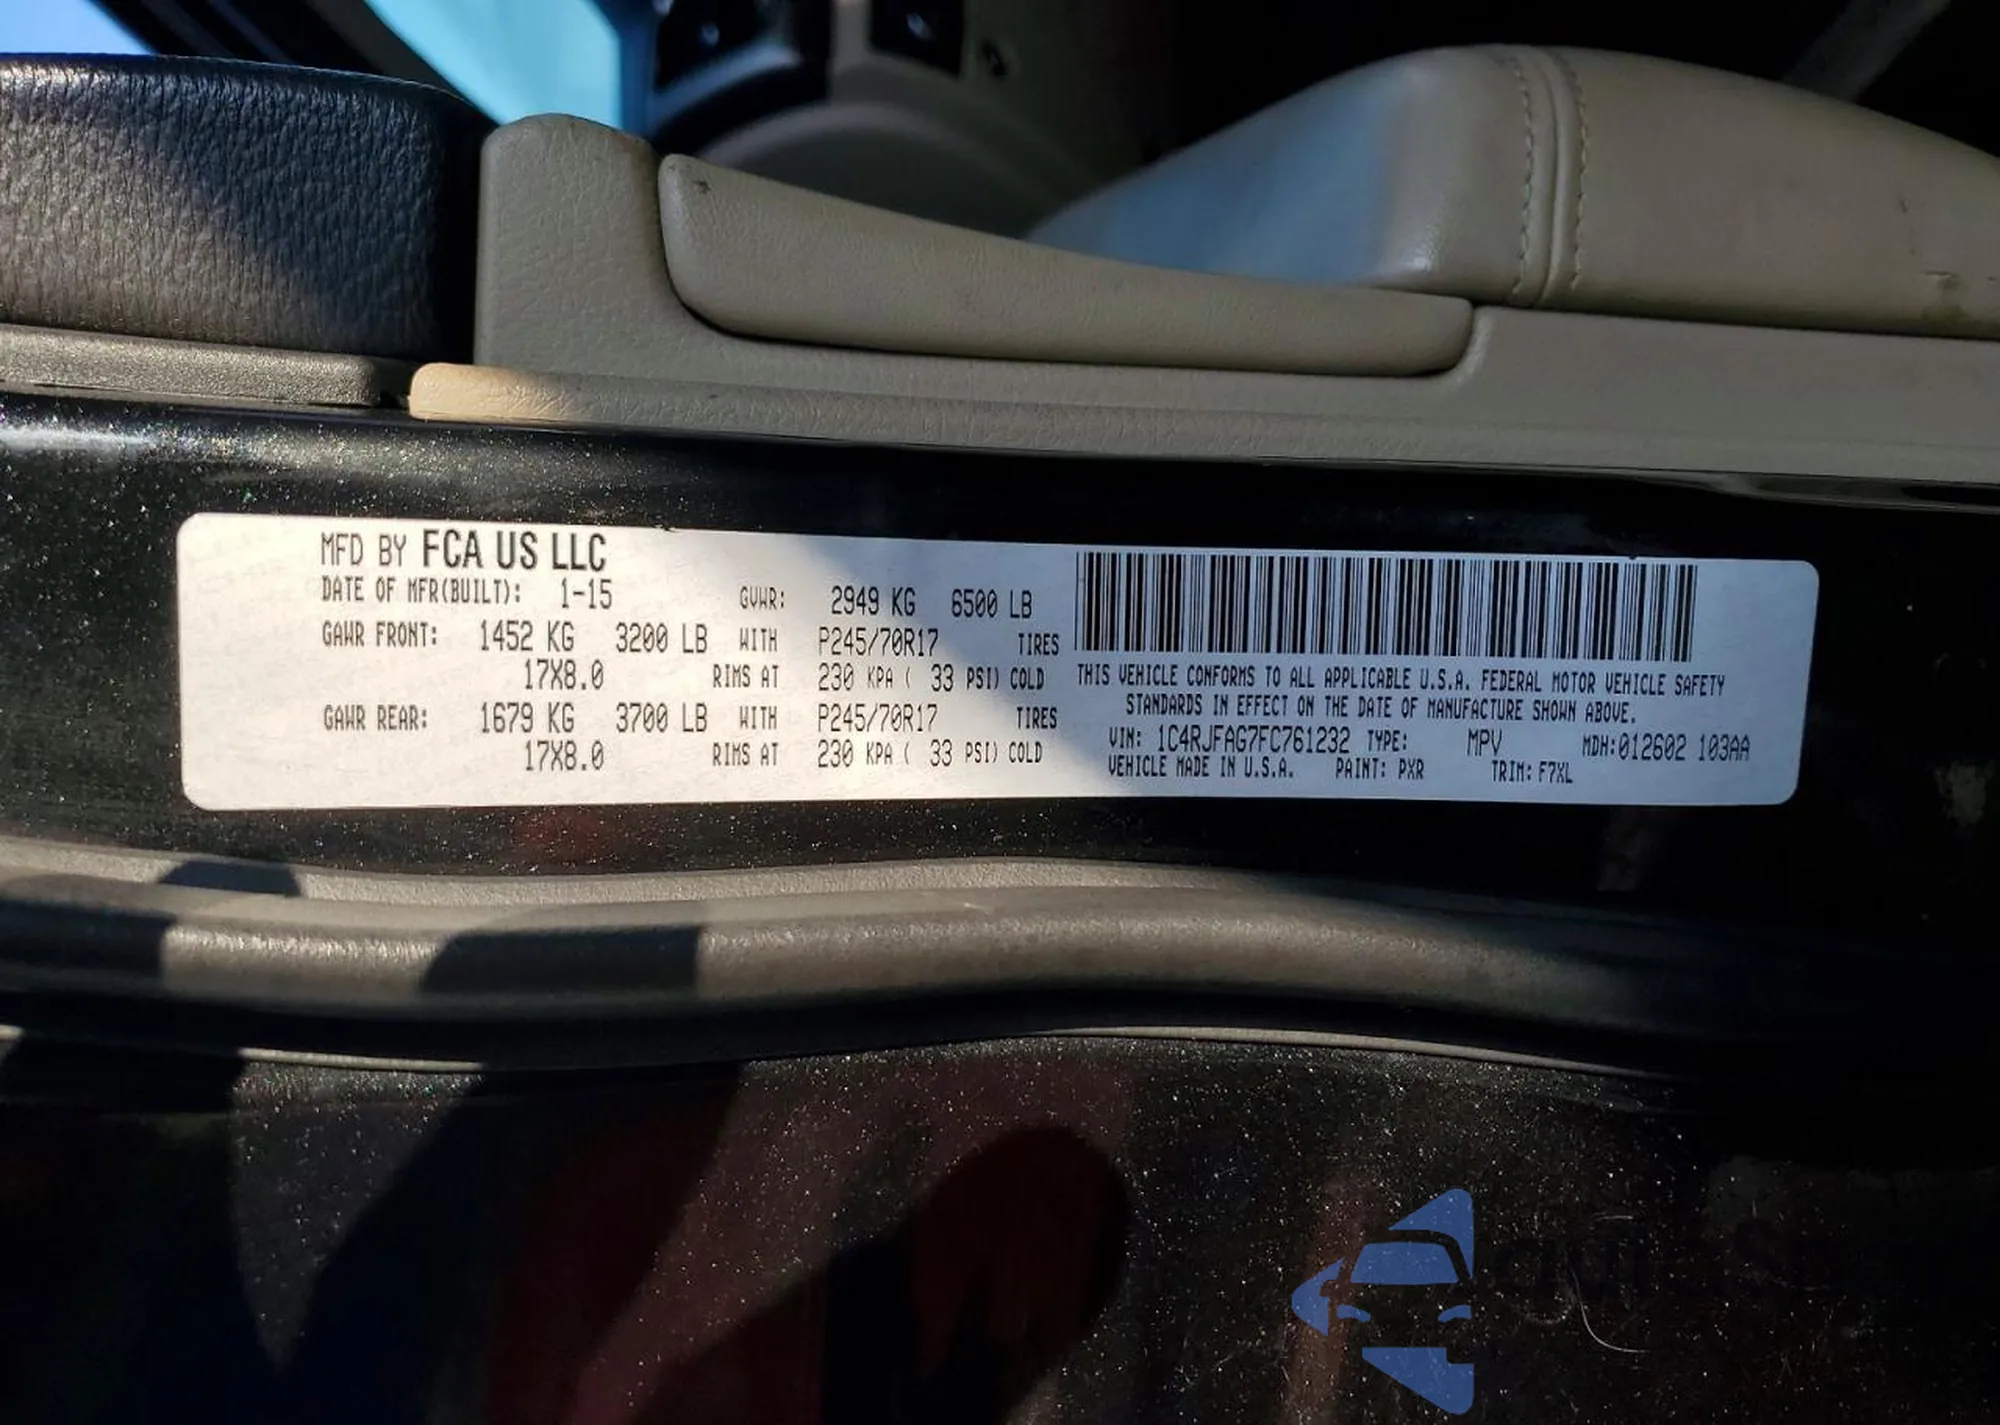 MFD BY FCA US LLC
DATE OF MFR(BUILT): 1-15 GVWR: 2949 KG 6500 LB
GAWR FRONT: 1452 KG 3200 LB WITH P245/70R17 TIRES
17X8.0 RIMS AT 230 KPA ( 33 PSI) COLD
GAWR REAR: 1679 KG 3700 LB WITH P245/70R17 TIRES
17X8.0 RIMS AT 230 KPA ( 33 PSI) COLD
THIS VEHICLE CONFORMS TO ALL APPLICABLE U.S.A. FEDERAL MOTOR VEHICLE SAFETY
STANDARDS IN EFFECT ON THE DATE OF MANUFACTURE SHOWN ABOVE.
VIN: 1C4RJFAG7FC761232 TYPE: MPV MDH:012602 103AA
VEHICLE MADE IN U.S.A. PAINT: PXR TRIM: F7XL